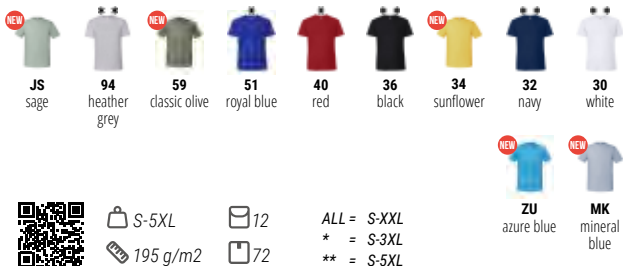 NEW
** **
NEW
** **
NEW
** **
**
JS 94 59 51 40 36 34 32 30
sage heather grey classic olive royal blue red black sunflower navy white
NEW NEW
ZU MK
azure blue mineral blue
S-5XL 12 ALL = S-XXL
* = S-3XL
195 g/m2 72 ** = S-5XL